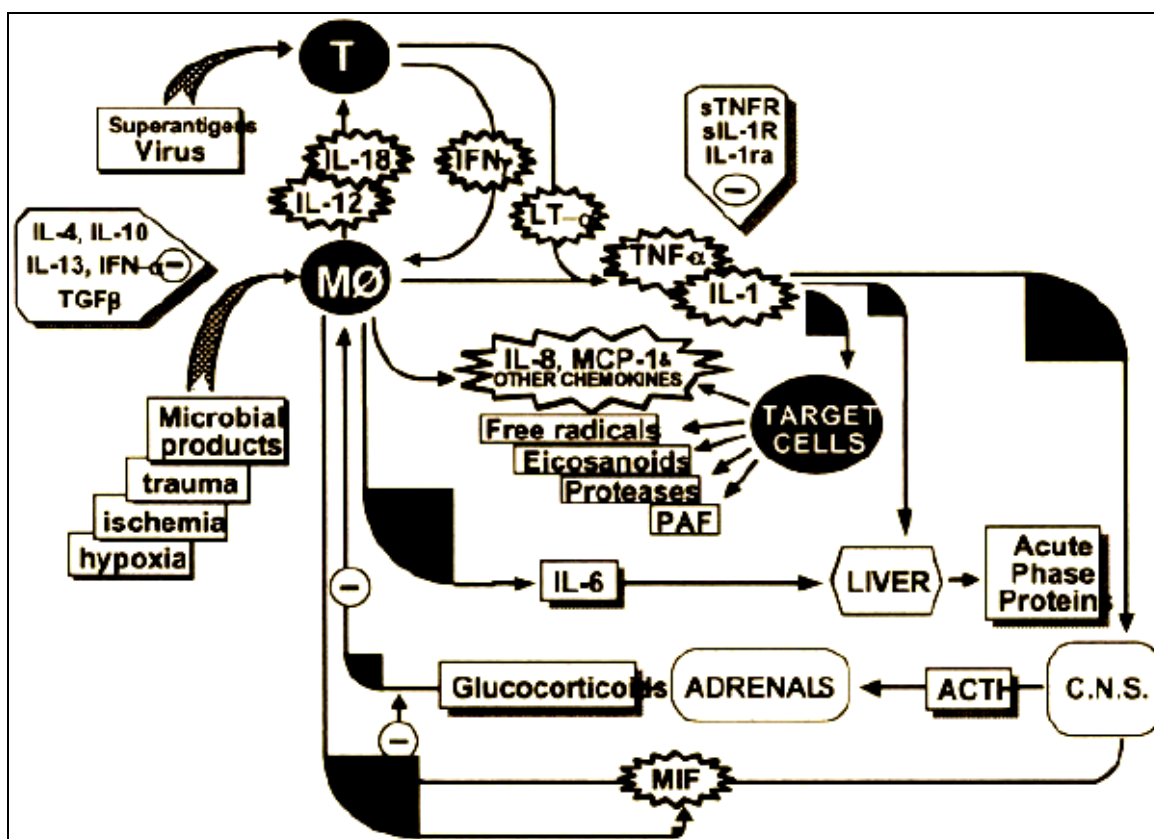 T
Superantigens
Virus
IL-18
IL-12
IFNγ
LT-α
sTNFR
sIL-1R
IL-1ra
−
IL-4, IL-10
IL-13, IFN-α −
TGFβ
MØ
TNF-α
IL-1
IL-8, MCP-1 &
OTHER CHEMOKINES
TARGET
CELLS
Free radicals
Eicosanoids
Proteases
PAF
Microbial
products
trauma
ischemia
hypoxia
−
IL-6
LIVER
Acute
Phase
Proteins
Glucocorticoids
ADRENALS
ACTH
C.N.S.
−
MIF